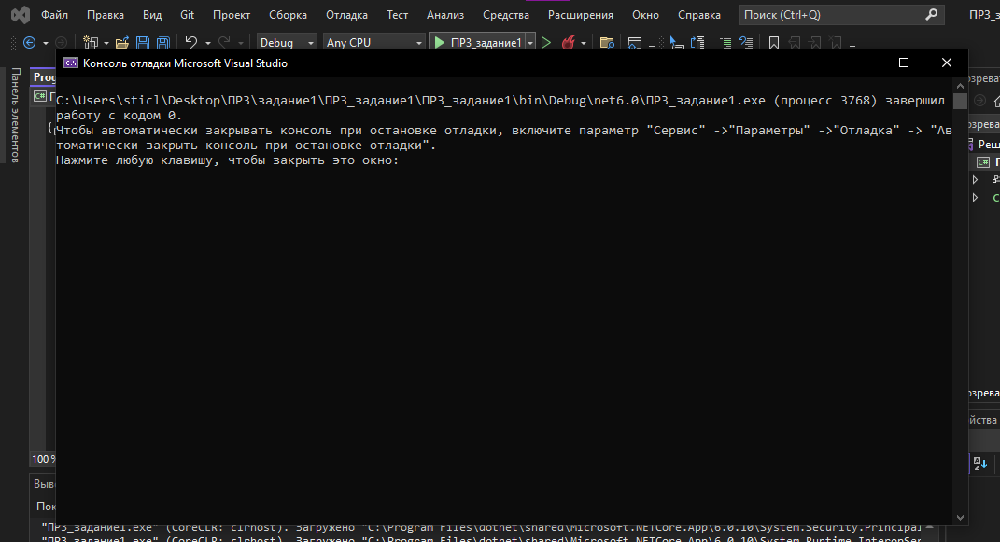 Файл Правка Вид Git Проект Сборка Отладка Тест Анализ Средства Расширения Окно Справка Поиск (Ctrl+Q) ПР3_з
Debug Any CPU ПР3_задание1
Консоль отладки Microsoft Visual Studio
Панель элементов
Prog
C#
C:\Users\sticl\Desktop\ПР3\задание1\ПР3_задание1\ПР3_задание1\bin\Debug\net6.0\ПР3_задание1.exe (процесс 3768) завершил
работу с кодом 0.
Чтобы автоматически закрывать консоль при остановке отладки, включите параметр "Сервис" ->"Параметры" ->"Отладка" -> "Ав
томатически закрыть консоль при остановке отладки".
Нажмите любую клавишу, чтобы закрыть это окно:
озрева
озрева
Реш
C# П
озрева
йства
100 %
Выв
Пок
"ПР3_задание1.exe" (CoreCLR: clrhost). Загружено "C:\Program Files\dotnet\shared\Microsoft.NETCore.App\6.0.10\System.Security.Principal
"ПР3_задание1.exe" (CoreCLR: clrhost). Загружено "C:\Program Files\dotnet\shared\Microsoft.NETCore.App\6.0.10\System.Runtime.InteropSer